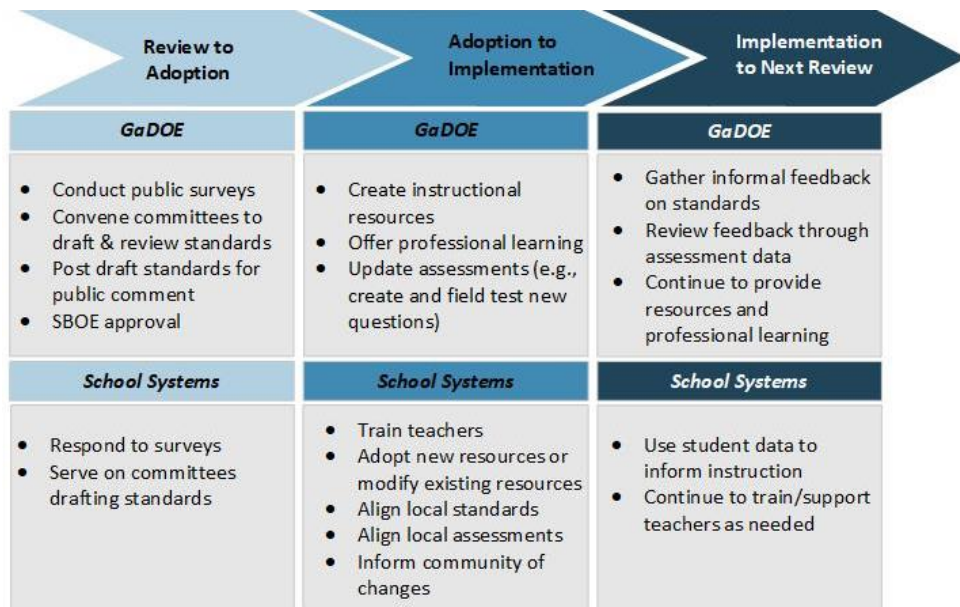 Review to
Adoption
Adoption to
Implementation
Implementation
to Next Review
GaDOE
• Conduct public surveys
• Convene committees to
draft & review standards
• Post draft standards for
public comment
• SBOE approval
GaDOE
• Create instructional
resources
• Offer professional learning
• Update assessments (e.g.,
create and field test new
questions)
GaDOE
• Gather informal feedback
on standards
• Review feedback through
assessment data
• Continue to provide
resources and
professional learning
School Systems
• Respond to surveys
• Serve on committees
drafting standards
School Systems
• Train teachers
• Adopt new resources or
modify existing resources
• Align local standards
• Align local assessments
• Inform community of
changes
School Systems
• Use student data to
inform instruction
• Continue to train/support
teachers as needed